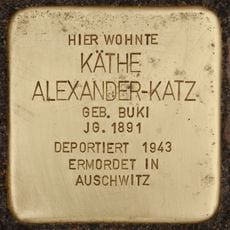 HIER WOHNTE
KÄTHE
ALEXANDER-KATZ
GEB. BUKI
JG. 1891
DEPORTIERT 1943
ERMORDET IN
AUSCHWITZ